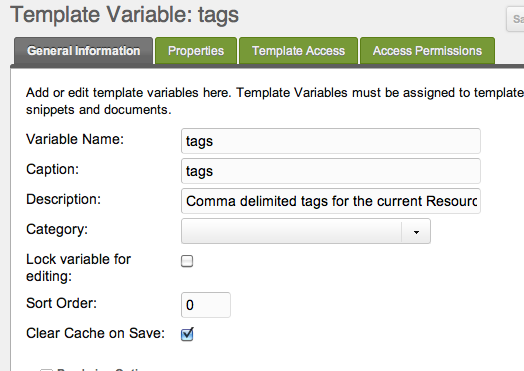 Template Variable: tags
Sa
General Information Properties Template Access Access Permissions
Add or edit template variables here. Template Variables must be assigned to template
snippets and documents.
Variable Name: tags
Caption: tags
Description: Comma delimited tags for the current Resourc
Category:
Lock variable for
editing:
Sort Order: 0
Clear Cache on Save: